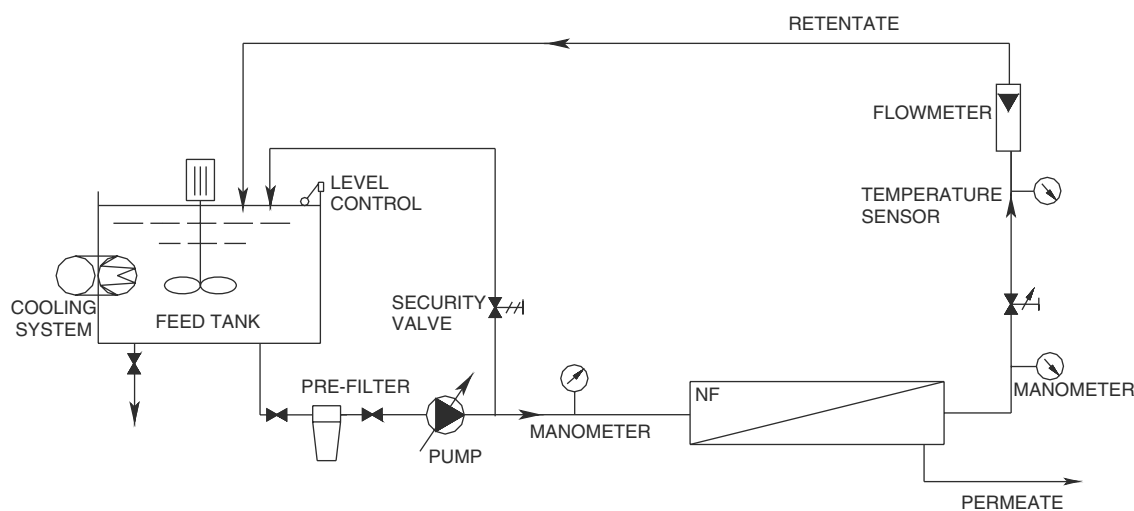 RETENTATE
FLOWMETER
LEVEL
CONTROL
TEMPERATURE
SENSOR
COOLING
SYSTEM
FEED TANK
SECURITY
VALVE
PRE-FILTER
MANOMETER
NF
MANOMETER
PUMP
PERMEATE